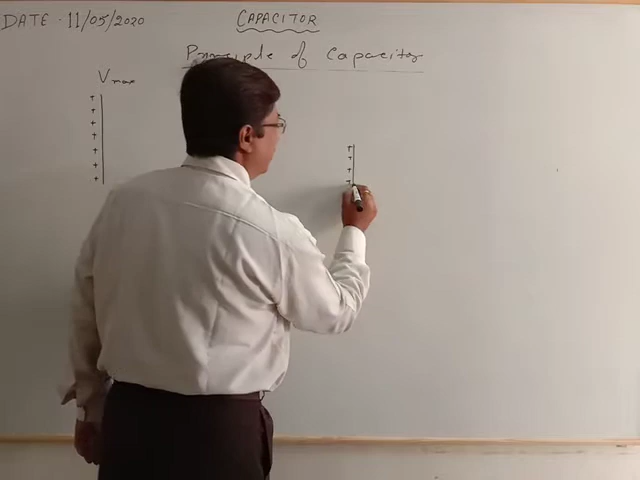 DATE · 11/05/2020
CAPACITOR
Principle of Capacitor
Vmax
+
+
+
+
+
+
+
+
+
+
+